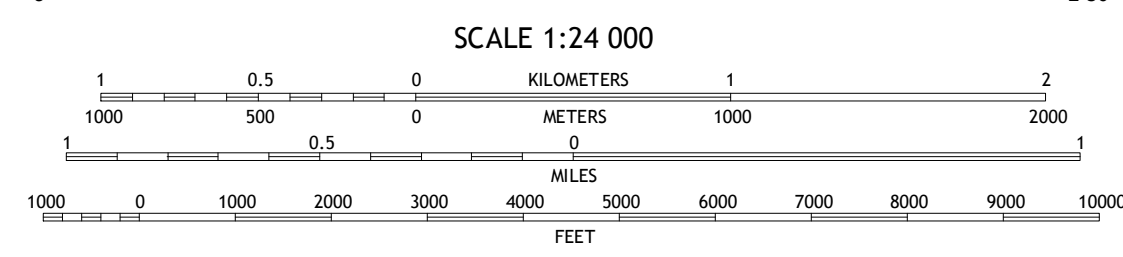 SCALE 1:24 000
1 0.5 0 KILOMETERS 1 2
1000 500 0 METERS 1000 2000
1 0.5 0 1
MILES
1000 0 1000 2000 3000 4000 5000 6000 7000 8000 9000 10000
FEET